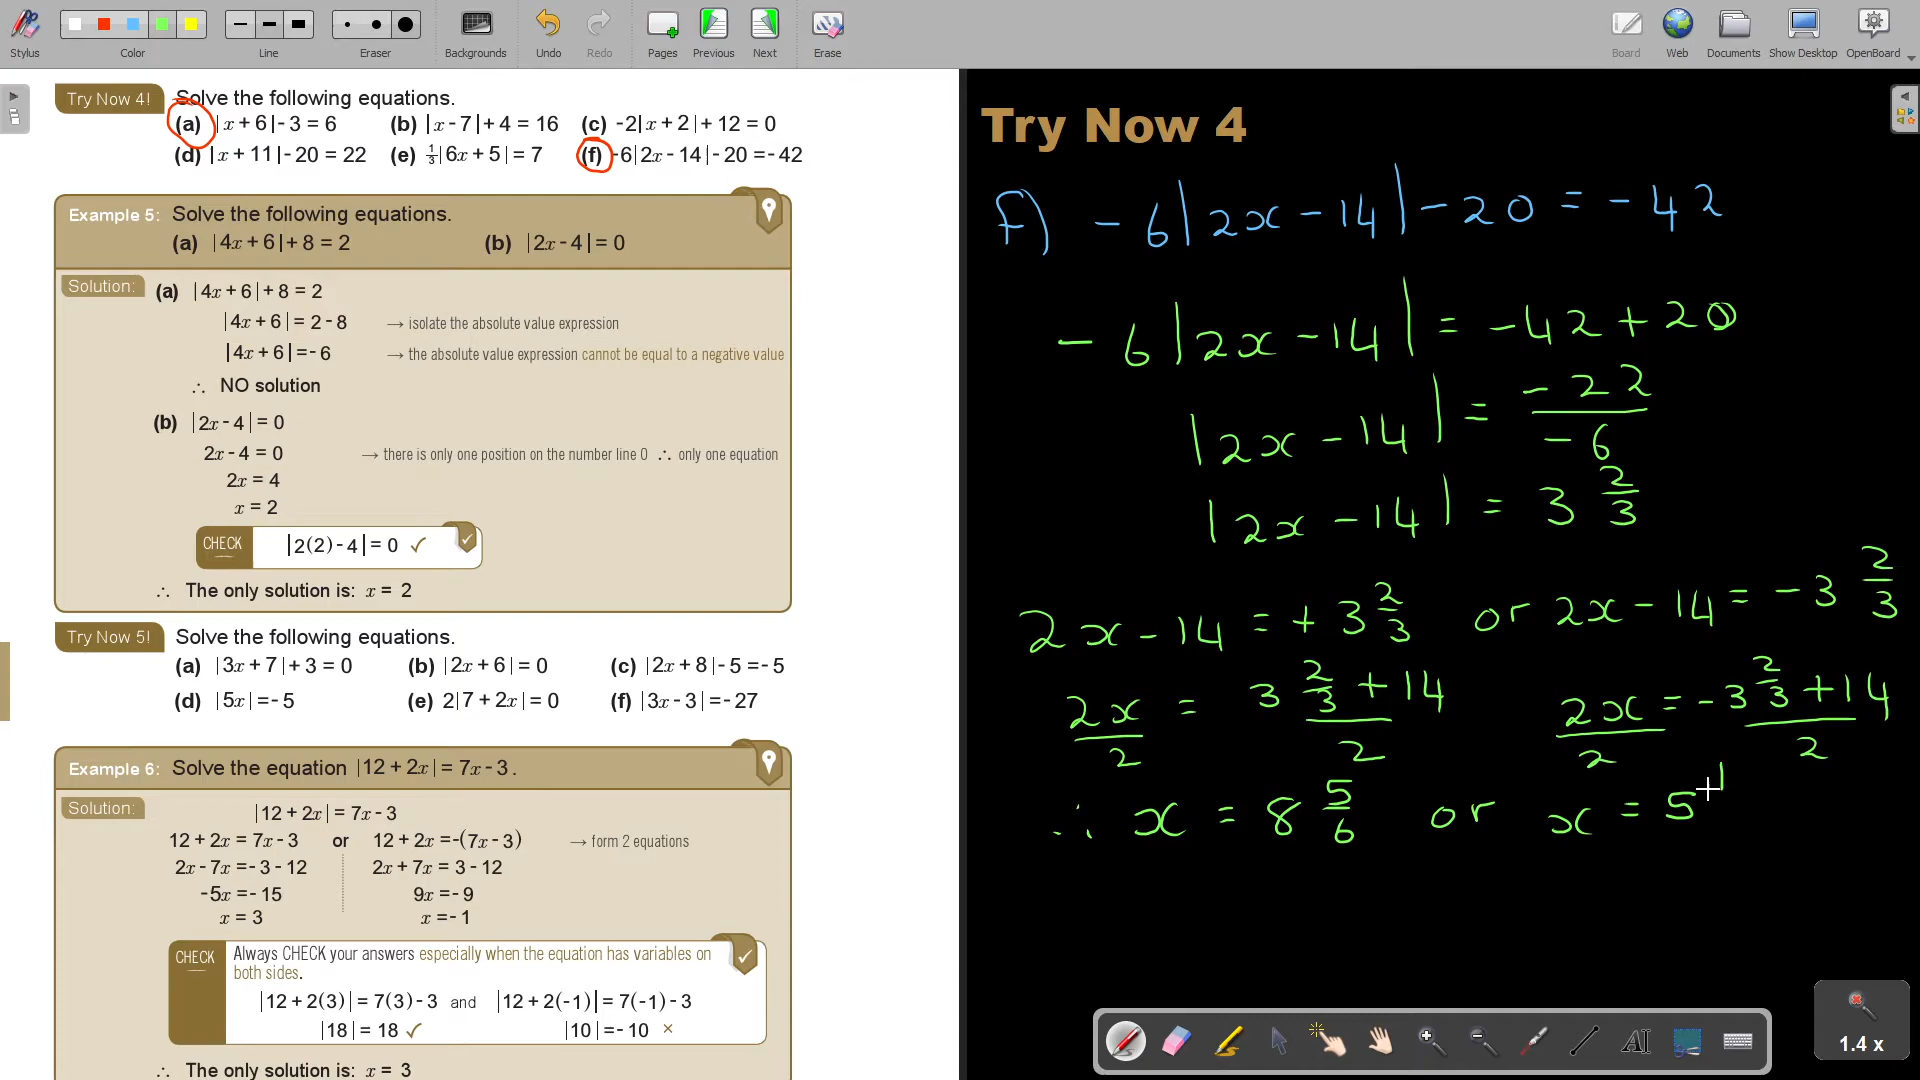 Stylus Color Line Eraser Backgrounds Undo Redo Pages Previous Next Erase Board Web Documents Show Desktop OpenBoard
Try Now 4! Solve the following equations.
(a) |x + 6| - 3 = 6 (b) |x - 7| + 4 = 16 (c) -2|x + 2| + 12 = 0
(d) |x + 11| - 20 = 22 (e) 1/3|6x + 5| = 7 (f) -6|2x - 14| - 20 = - 42
Example 5: Solve the following equations.
(a) |4x + 6| + 8 = 2 (b) |2x - 4| = 0
Solution: (a) |4x + 6| + 8 = 2
|4x + 6| = 2 - 8 → isolate the absolute value expression
|4x + 6| = - 6 → the absolute value expression cannot be equal to a negative value
∴ NO solution
(b) |2x - 4| = 0
2x - 4 = 0 → there is only one position on the number line 0 ∴ only one equation
2x = 4
x = 2
CHECK |2(2) - 4| = 0 ✓
∴ The only solution is: x = 2
Try Now 5! Solve the following equations.
(a) |3x + 7| + 3 = 0 (b) |2x + 6| = 0 (c) |2x + 8| - 5 = - 5
(d) |5x| = - 5 (e) 2|7 + 2x| = 0 (f) |3x - 3| = - 27
Example 6: Solve the equation |12 + 2x| = 7x - 3.
Solution:
|12 + 2x| = 7x - 3
12 + 2x = 7x - 3 or 12 + 2x = -(7x - 3) → form 2 equations
2x - 7x = - 3 - 12 2x + 7x = 3 - 12
-5x = - 15 9x = - 9
x = 3 x = - 1
CHECK Always CHECK your answers especially when the equation has variables on
both sides.
|12 + 2(3)| = 7(3) - 3 and |12 + 2(-1)| = 7(-1) - 3
|18| = 18 ✓ |10| = - 10 ×
∴ The only solution is: x = 3
Try Now 4
f) - 6|2x - 14| - 20 = - 42
- 6|2x - 14| = - 42 + 20
|2x - 14| = - 22 / - 6
|2x - 14| = 3 2/3
2x - 14 = + 3 2/3 or 2x - 14 = - 3 2/3
2x / 2 = 3 2/3 + 14 / 2 2x / 2 = - 3 2/3 + 14 / 2
∴ x = 8 5/6 or x = 5 1
1.4 x